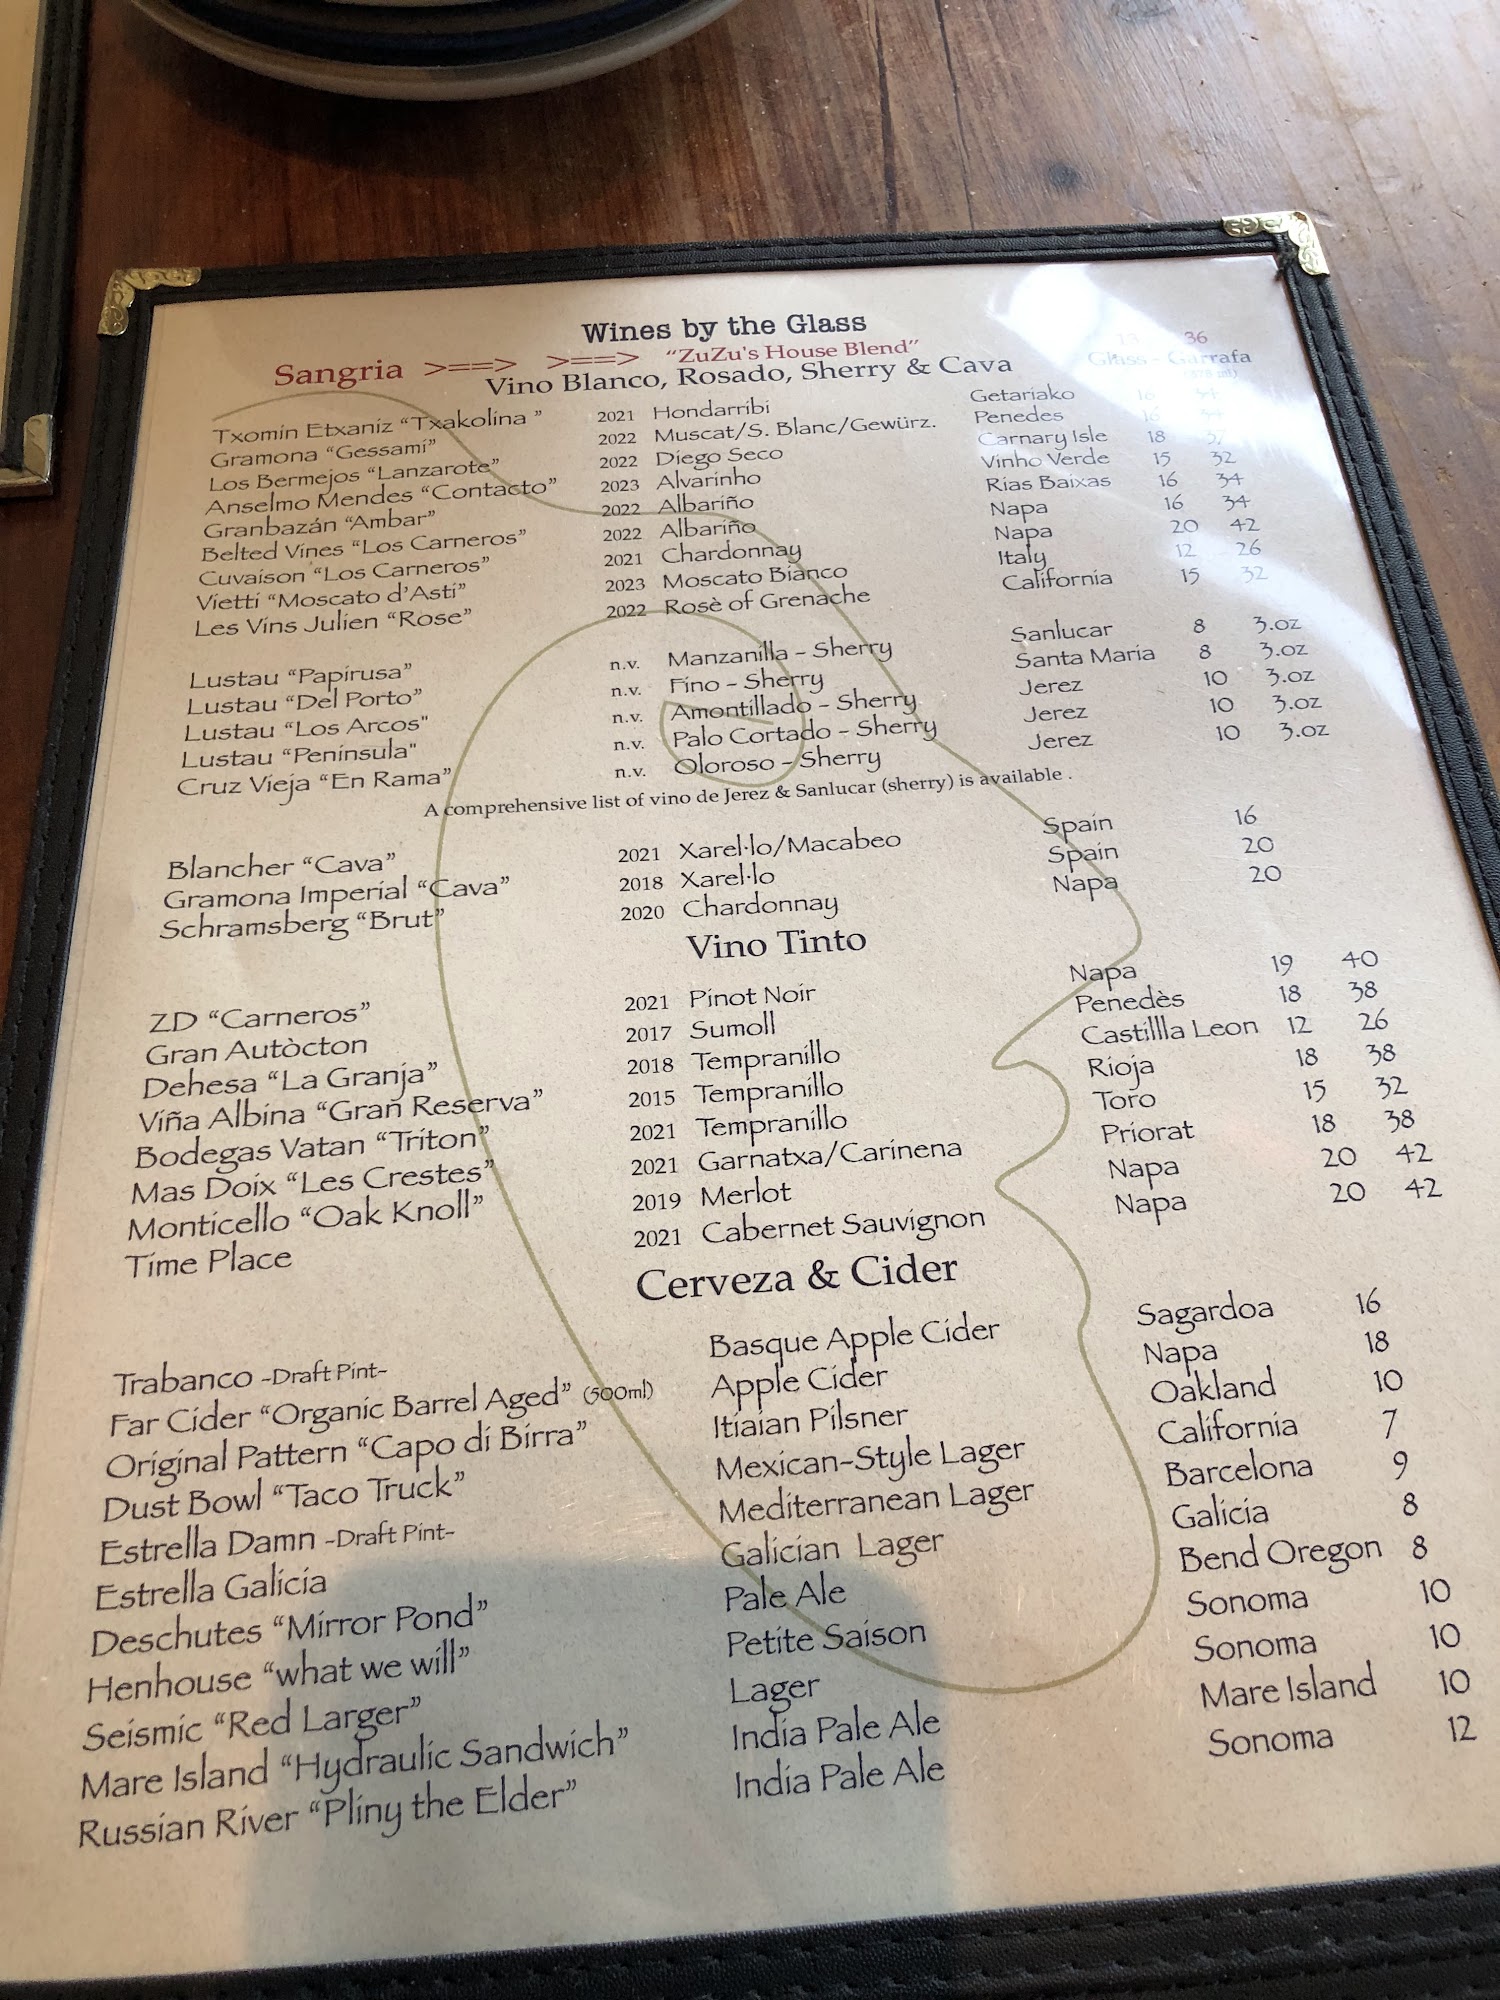 Wines by the Glass
Sangria >==> >==> "ZuZu's House Blend" 13 36
Vino Blanco, Rosado, Sherry & Cava Glass - Garrafa
Txomin Etxaniz "Txakolina " 2021 Hondarribi Getariako 16 34
Gramona "Gessami" 2022 Muscat/S. Blanc/Gewürz. Penedes 16 34
Los Bermejos "Lanzarote" 2022 Diego Seco Carnary Isle 18 37
Anselmo Mendes "Contacto" 2023 Alvarinho Vinho Verde 15 32
Granbazán "Ambar" 2022 Albariño Rias Baixas 16 34
Belted Vines "Los Carneros" 2022 Albariño Napa 16 34
Cuvaison "Los Carneros" 2021 Chardonnay Napa 20 42
Vietti "Moscato d'Asti" 2023 Moscato Bianco Italy 12 26
Les Vins Julien "Rose" 2022 Rosè of Grenache California 15 32
Lustau "Papirusa" n.v. Manzanilla - Sherry Sanlucar 8 3.oz
Lustau "Del Porto" n.v. Fino - Sherry Santa Maria 8 3.oz
Lustau "Los Arcos" n.v. Amontillado - Sherry Jerez 10 3.oz
Lustau "Peninsula" n.v. Palo Cortado - Sherry Jerez 10 3.oz
Cruz Vieja "En Rama" n.v. Oloroso - Sherry Jerez 10 3.oz
A comprehensive list of vino de Jerez & Sanlucar (sherry) is available .
Blancher "Cava" 2021 Xarel·lo/Macabeo Spain 16
Gramona Imperial "Cava" 2018 Xarel·lo Spain 20
Schramsberg "Brut" 2020 Chardonnay Napa 20
Vino Tinto
ZD "Carneros" 2021 Pinot Noir Napa 19 40
Gran Autòcton 2017 Sumoll Penedès 18 38
Dehesa "La Granja" 2018 Tempranillo Castillla Leon 12 26
Viña Albina "Gran Reserva" 2015 Tempranillo Rioja 18 38
Bodegas Vatan "Triton" 2021 Tempranillo Toro 15 32
Mas Doix "Les Crestes" 2021 Garnatxa/Carinena Priorat 18 38
Monticello "Oak Knoll" 2019 Merlot Napa 20 42
Time Place 2021 Cabernet Sauvignon Napa 20 42
Cerveza & Cider
Trabanco -Draft Pint- Basque Apple Cider Sagardoa 16
Far Cider "Organic Barrel Aged" (500ml) Apple Cider Napa 18
Original Pattern "Capo di Birra" Itiaian Pilsner Oakland 10
Dust Bowl "Taco Truck" Mexican-Style Lager California 7
Estrella Damn -Draft Pint- Mediterranean Lager Barcelona 9
Estrella Galicia Galician Lager Galicia 8
Deschutes "Mirror Pond" Pale Ale Bend Oregon 8
Henhouse "what we will" Petite Saison Sonoma 10
Seismic "Red Larger" Lager Sonoma 10
Mare Island "Hydraulic Sandwich" India Pale Ale Mare Island 10
Russian River "Pliny the Elder" India Pale Ale Sonoma 12